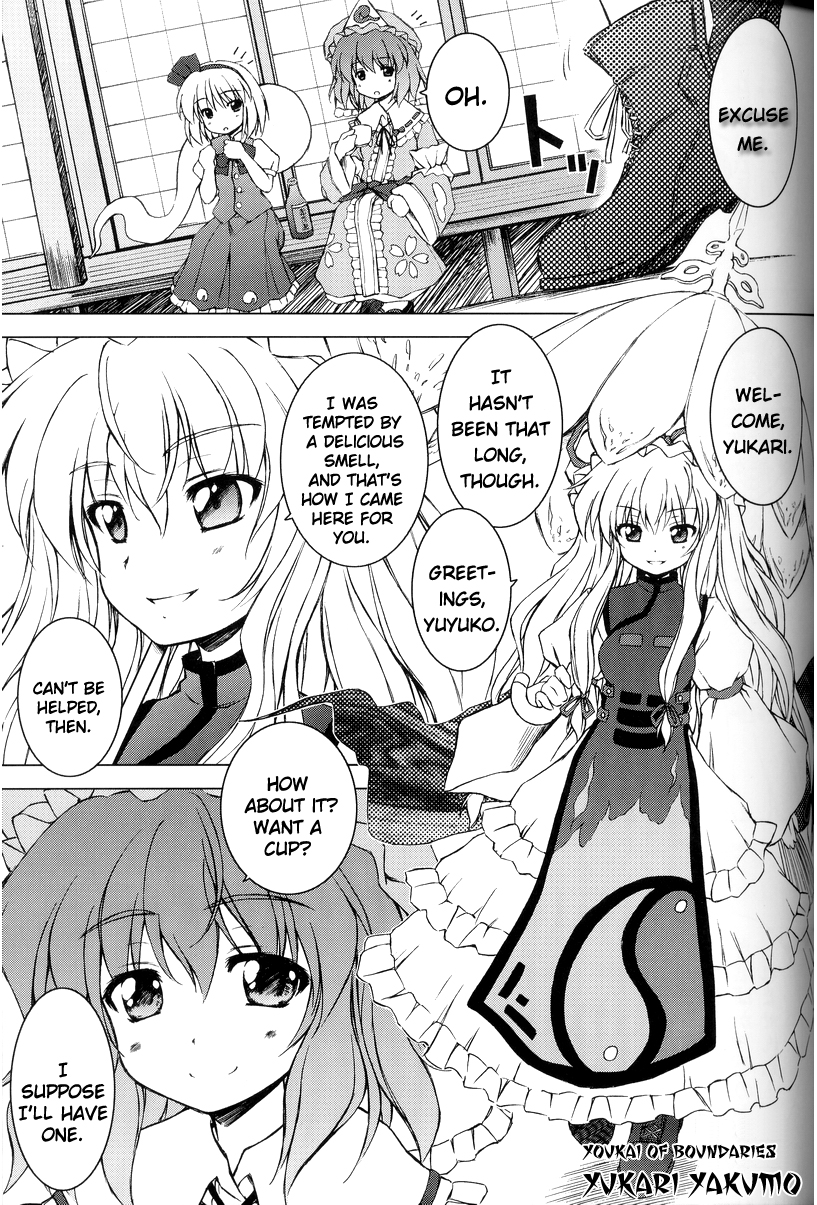 EXCUSE
ME.
ドッ
OH.
WEL-
COME,
YUKARI.
IT
HASN'T
BEEN THAT
LONG,
THOUGH.
GREET-
INGS,
YUYUKO.
I WAS
TEMPTED BY
A DELICIOUS
SMELL,
AND THAT'S
HOW I CAME
HERE FOR
YOU.
CAN'T BE
HELPED,
THEN.
HOW
ABOUT IT?
WANT A
CUP?
I
SUPPOSE
I'LL HAVE
ONE.
YOUKAI OF BOUNDARIES
YUKARI YAKUMO